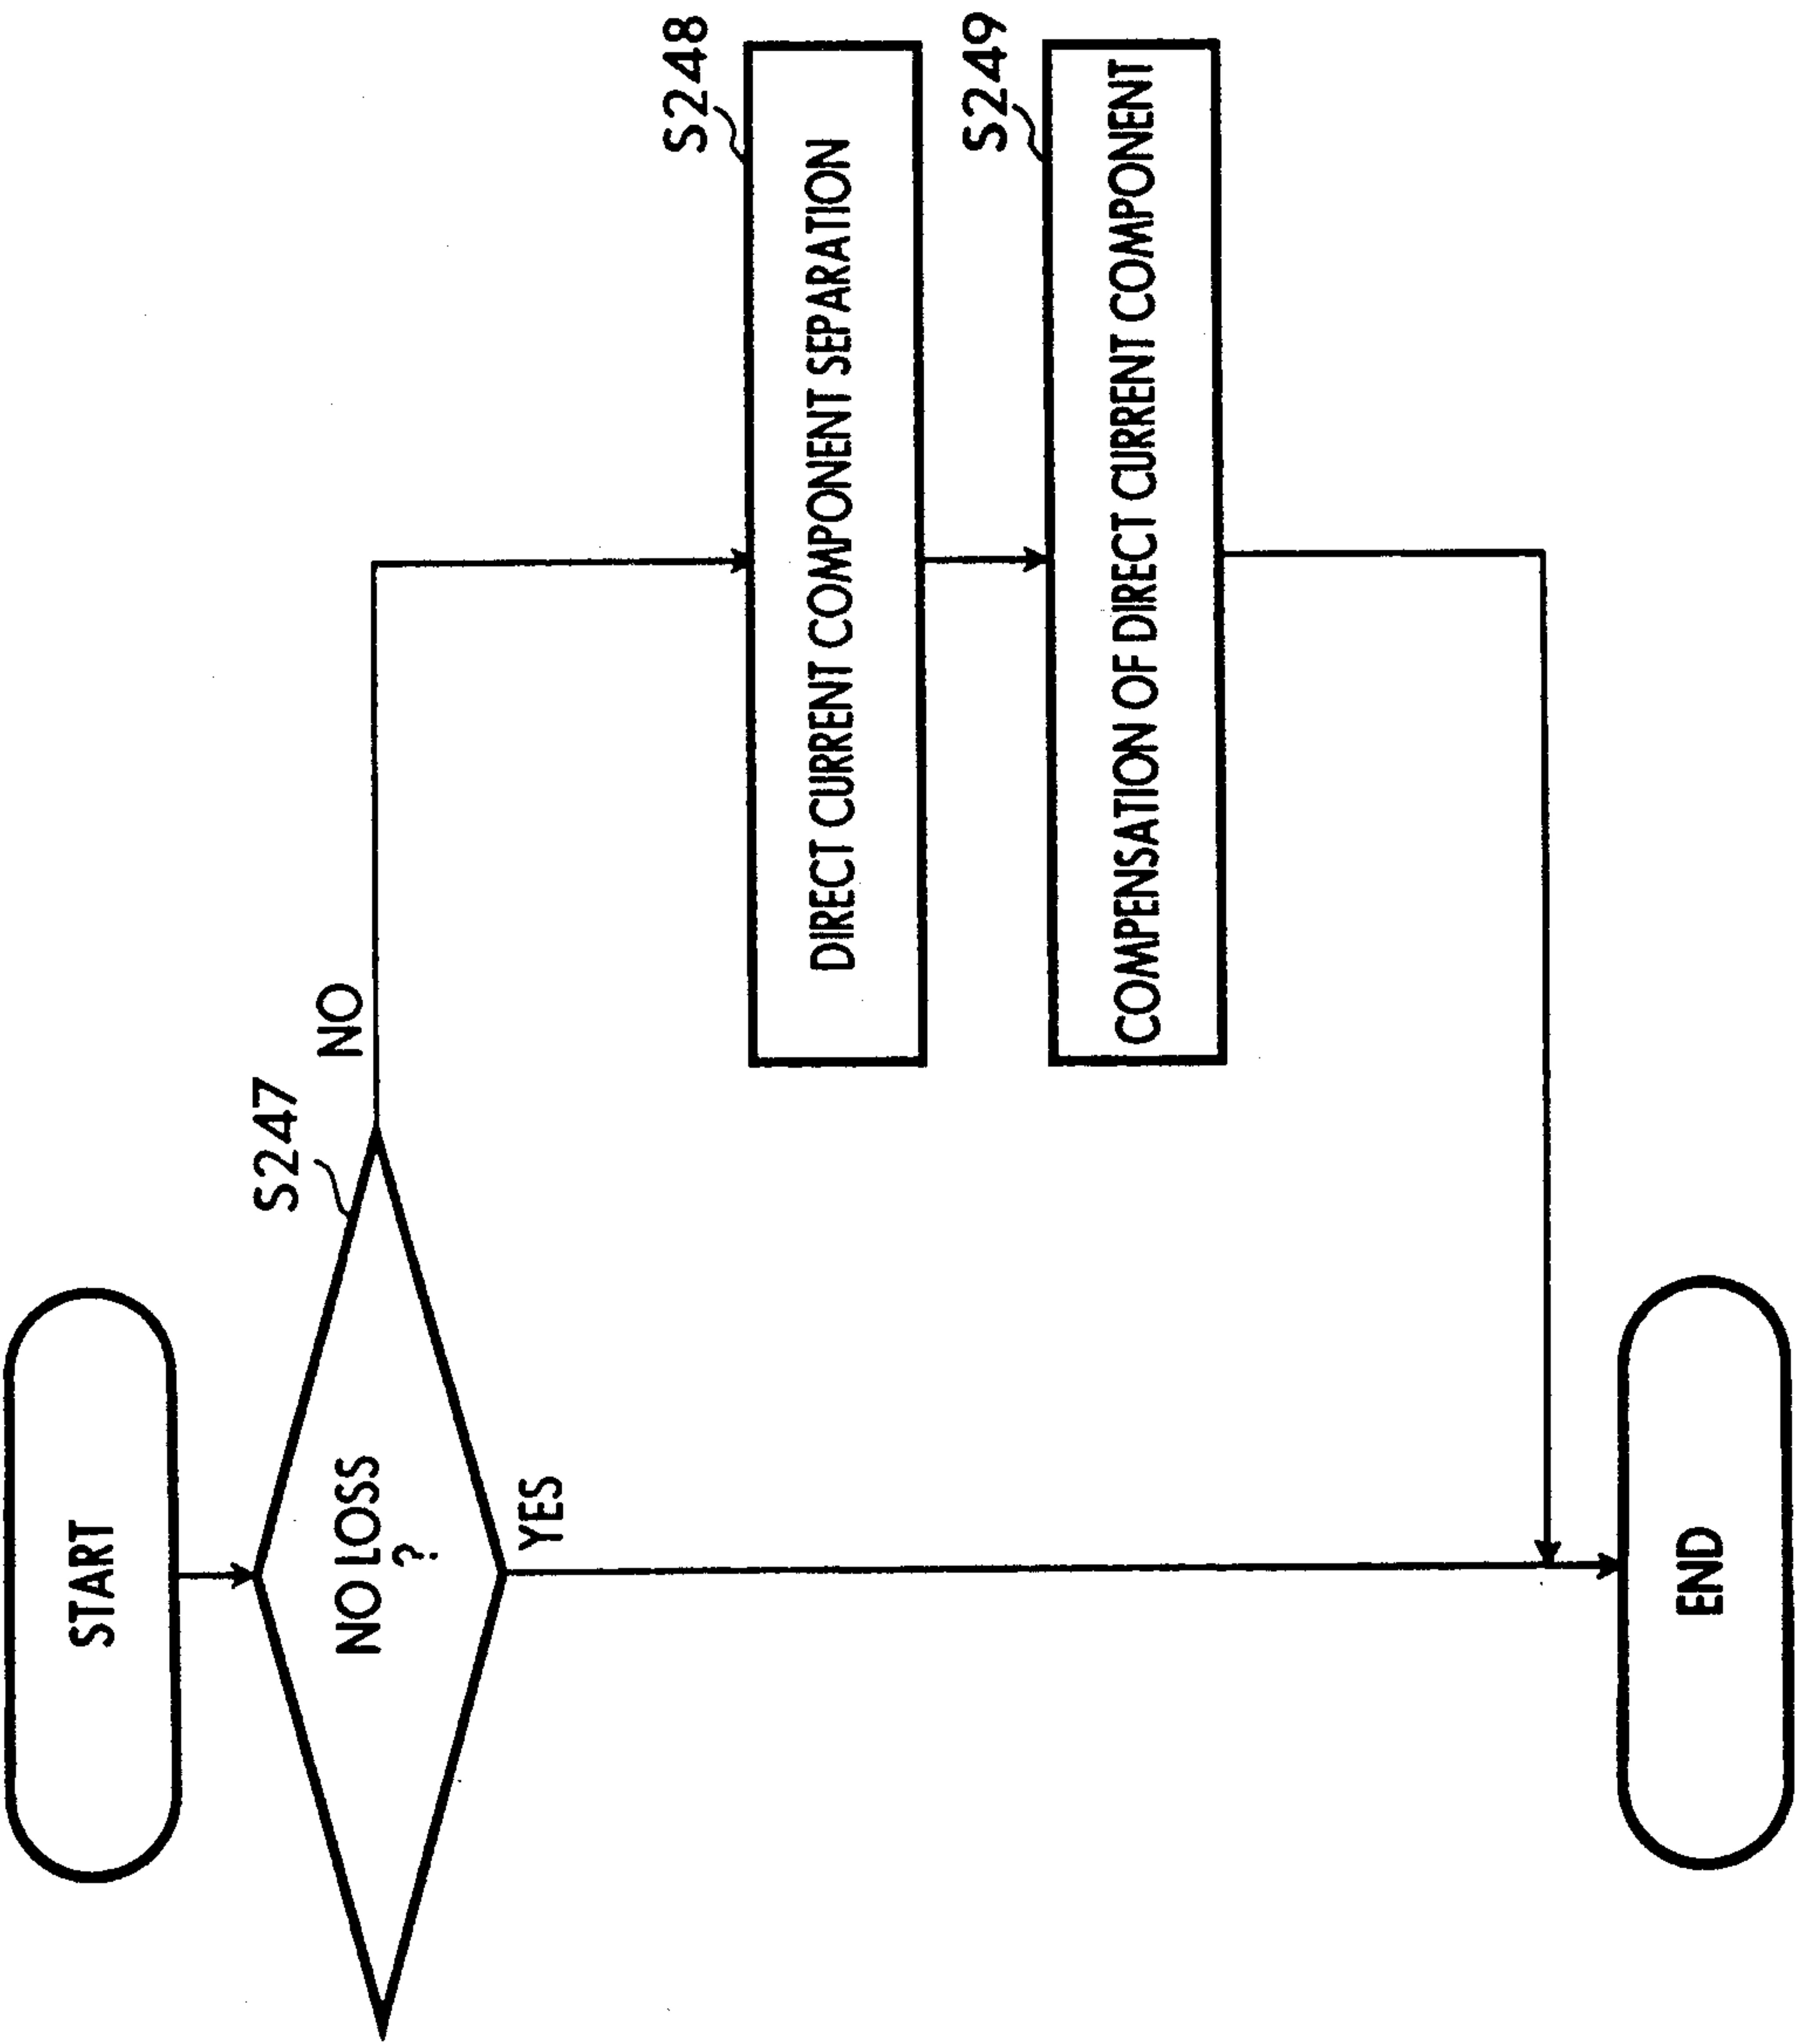 START
S247
NO LOSS
?
NO
YES
S248
DIRECT CURRENT COMPONENT SEPARATION
S249
COMPENSATION OF DIRECT CURRENT COMPONENT
END